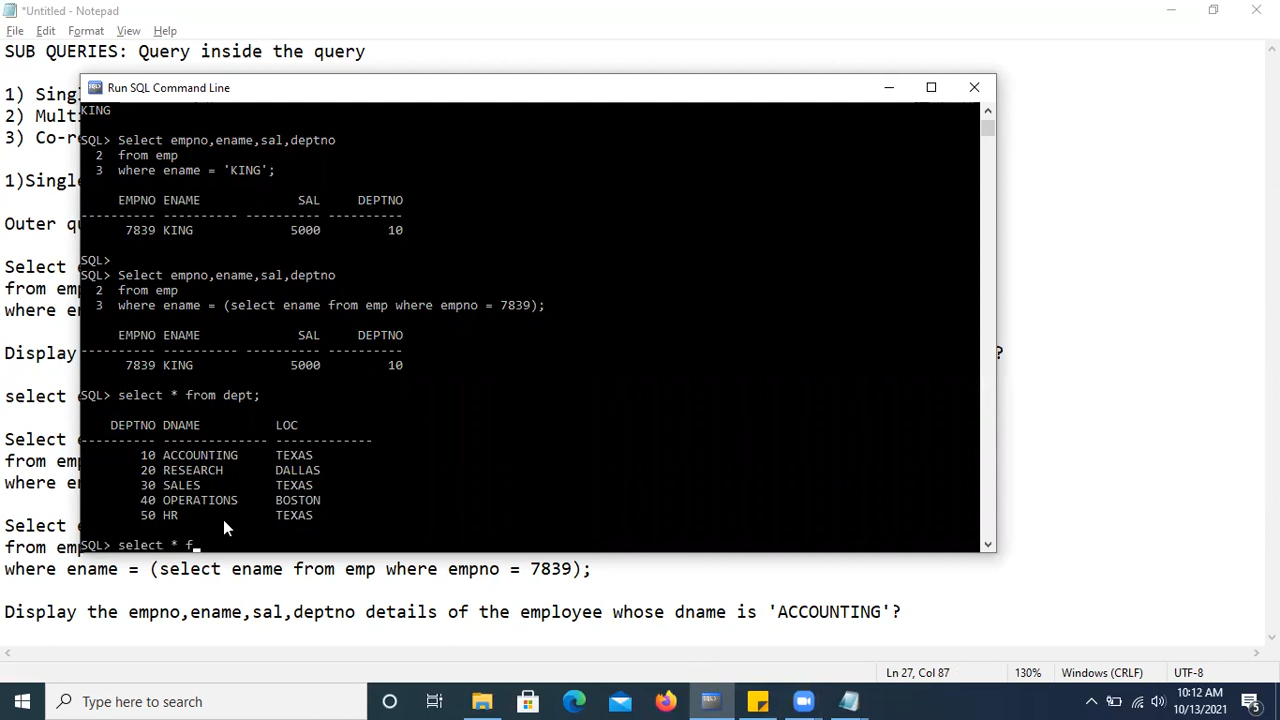 *Untitled - Notepad
File Edit Format View Help
SUB QUERIES: Query inside the query
1) Sing
2) Mult
3) Co-r
1)Singl
Outer q
Select
from em
where e
Display
?
select
Select
from em
where e
Select
from em
where ename = (select ename from emp where empno = 7839);
Display the empno,ename,sal,deptno details of the employee whose dname is 'ACCOUNTING'?
Run SQL Command Line
KING
SQL> Select empno,ename,sal,deptno
2 from emp
3 where ename = 'KING';
EMPNO ENAME SAL DEPTNO
---------- ---------- ---------- ----------
7839 KING 5000 10
SQL>
SQL> Select empno,ename,sal,deptno
2 from emp
3 where ename = (select ename from emp where empno = 7839);
EMPNO ENAME SAL DEPTNO
---------- ---------- ---------- ----------
7839 KING 5000 10
SQL> select * from dept;
DEPTNO DNAME LOC
---------- -------------- -------------
10 ACCOUNTING TEXAS
20 RESEARCH DALLAS
30 SALES TEXAS
40 OPERATIONS BOSTON
50 HR TEXAS
SQL> select * f_
Ln 27, Col 87 130% Windows (CRLF) UTF-8
Type here to search
10:12 AM
10/13/2021
5